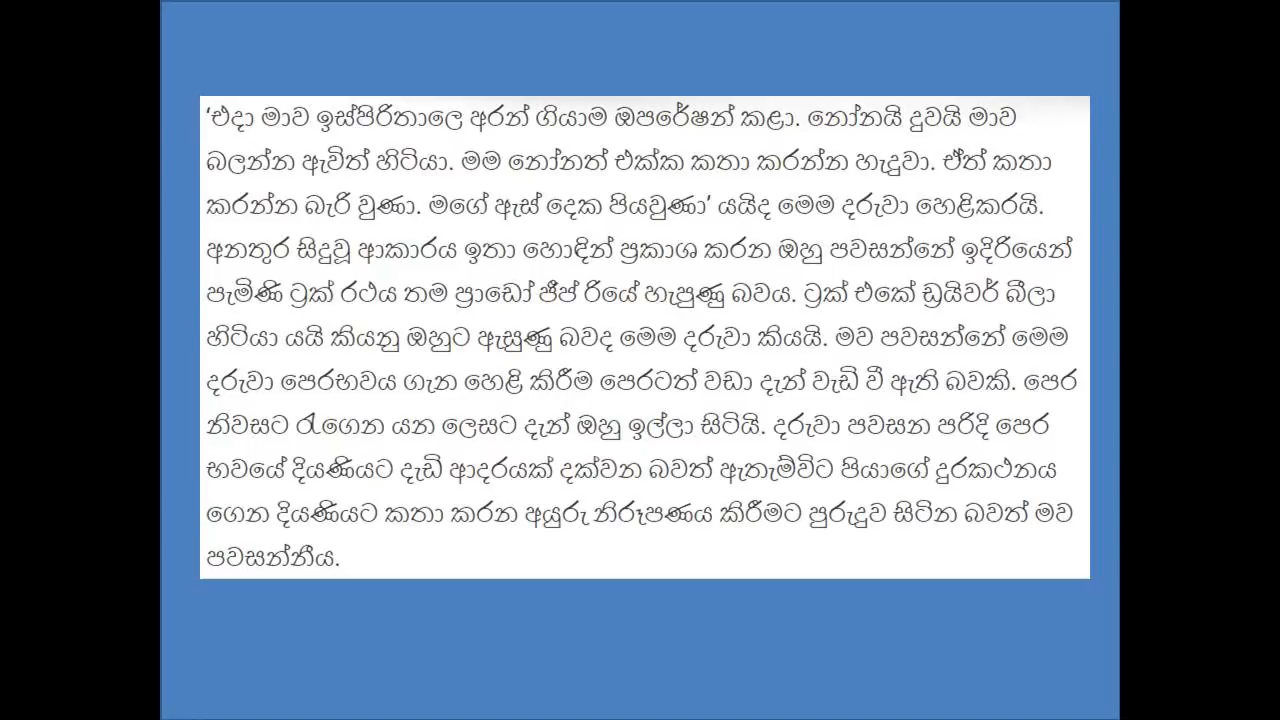 ‘එදා මාව ඉස්පිරිතාලෙ අරන් ගියාම ඔපරේෂන් කළා. නෝනයි දුවයි මාව
බලන්න ඇවිත් හිටියා. මම නෝනත් එක්ක කතා කරන්න හැදුවා. ඒත් කතා
කරන්න බැරි වුණා. මගේ ඇස් දෙක පියවුණා’ යයිද මෙම දරුවා හෙළිකරයි.
අනතුර සිදුවූ ආකාරය ඉතා හොඳින් ප්‍රකාශ කරන ඔහු පවසන්නේ ඉදිරියෙන්
පැමිණි ට්‍රක් රථය තම ප්‍රාඩෝ ජීප් රියේ හැපුණු බවය. ට්‍රක් එකේ ඩ්‍රයිවර් බීලා
හිටියා යයි කියනු ඔහුට ඇසුණු බවද මෙම දරුවා කියයි. මව පවසන්නේ මෙම
දරුවා පෙරභවය ගැන හෙළි කිරීම පෙරටත් වඩා දැන් වැඩි වී ඇති බවකි. පෙර
නිවසට රැගෙන යන ලෙසට දැන් ඔහු ඉල්ලා සිටියි. දරුවා පවසන පරිදි පෙර
භවයේ දියණියට දැඩි ආදරයක් දක්වන බවත් ඇතැම්විට පියාගේ දුරකථනය
ගෙන දියණියට කතා කරන අයුරු නිරූපණය කිරීමට පුරුදුව සිටින බවත් මව
පවසන්නීය.